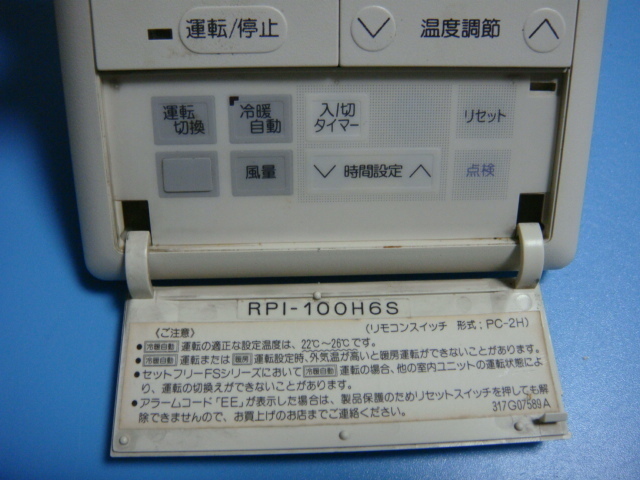 運転/停止
温度調節
運転
切換
冷暖
自動
入/切
タイマー
リセット
風量
時間設定
点検
RPI-100H6S
(リモコンスイッチ 形式;PC-2H)
〈ご注意〉
●冷暖自動 運転の適正な設定温度は、22℃~26℃です。
●冷暖自動 運転または 暖房 運転設定時、外気温が高いと暖房運転ができないことがあります。
●セットフリーFSシリーズにおいて 冷暖自動 運転の場合、他の室内ユニットの運転状態によ
り、運転の切換えができないことがあります。
●アラームコード「EE」が表示した場合は、製品保護のためリセットスイッチを押しても解
除できませんので、お買上げのお店までご連絡ください。
317G07589A